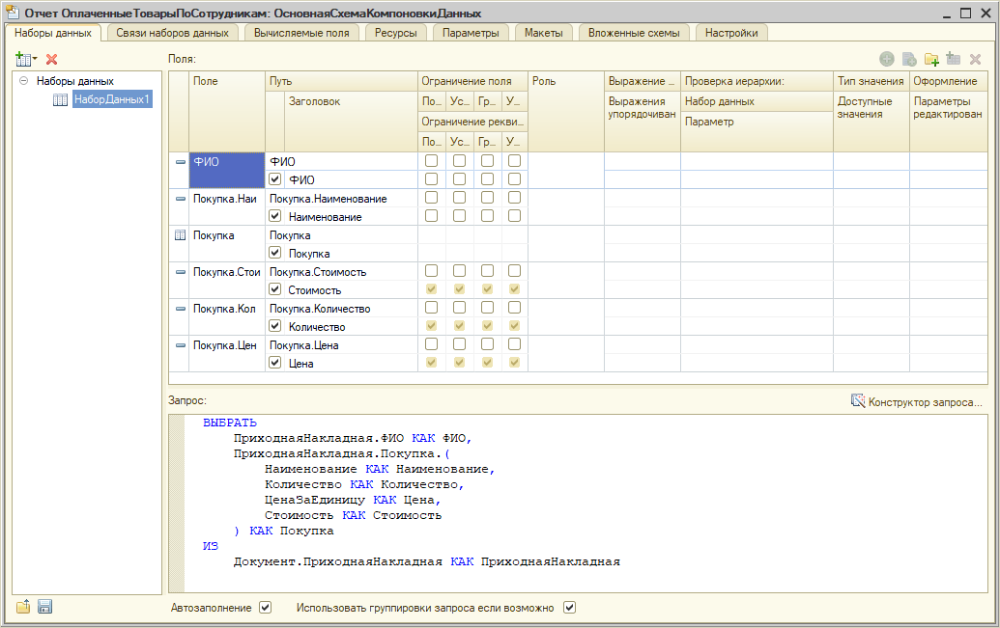 Отчет ОплаченныеТоварыПоСотрудникам: ОсновнаяСхемаКомпоновкиДанных
Наборы данных Связи наборов данных Вычисляемые поля Ресурсы Параметры Макеты Вложенные схемы Настройки
Поля:
Наборы данных
НаборДанных1
Поле Путь Ограничение поля Роль Выражение ... Проверка иерархии: Тип значения Оформление
Заголовок По... Ус... Гр... У... Выражения упорядочиван Набор данных Доступные значения Параметры редактирован
Ограничение рекви... Параметр
По... Ус... Гр... У...
ФИО ФИО
ФИО
Покупка.Наи Покупка.Наименование
Наименование
Покупка Покупка
Покупка
Покупка.Стои Покупка.Стоимость
Стоимость
Покупка.Кол Покупка.Количество
Количество
Покупка.Цен Покупка.Цена
Цена
Запрос: Конструктор запроса...
ВЫБРАТЬ
ПриходнаяНакладная.ФИО КАК ФИО,
ПриходнаяНакладная.Покупка.(
Наименование КАК Наименование,
Количество КАК Количество,
ЦенаЗаЕдиницу КАК Цена,
Стоимость КАК Стоимость
) КАК Покупка
ИЗ
Документ.ПриходнаяНакладная КАК ПриходнаяНакладная
Автозаполнение Использовать группировки запроса если возможно